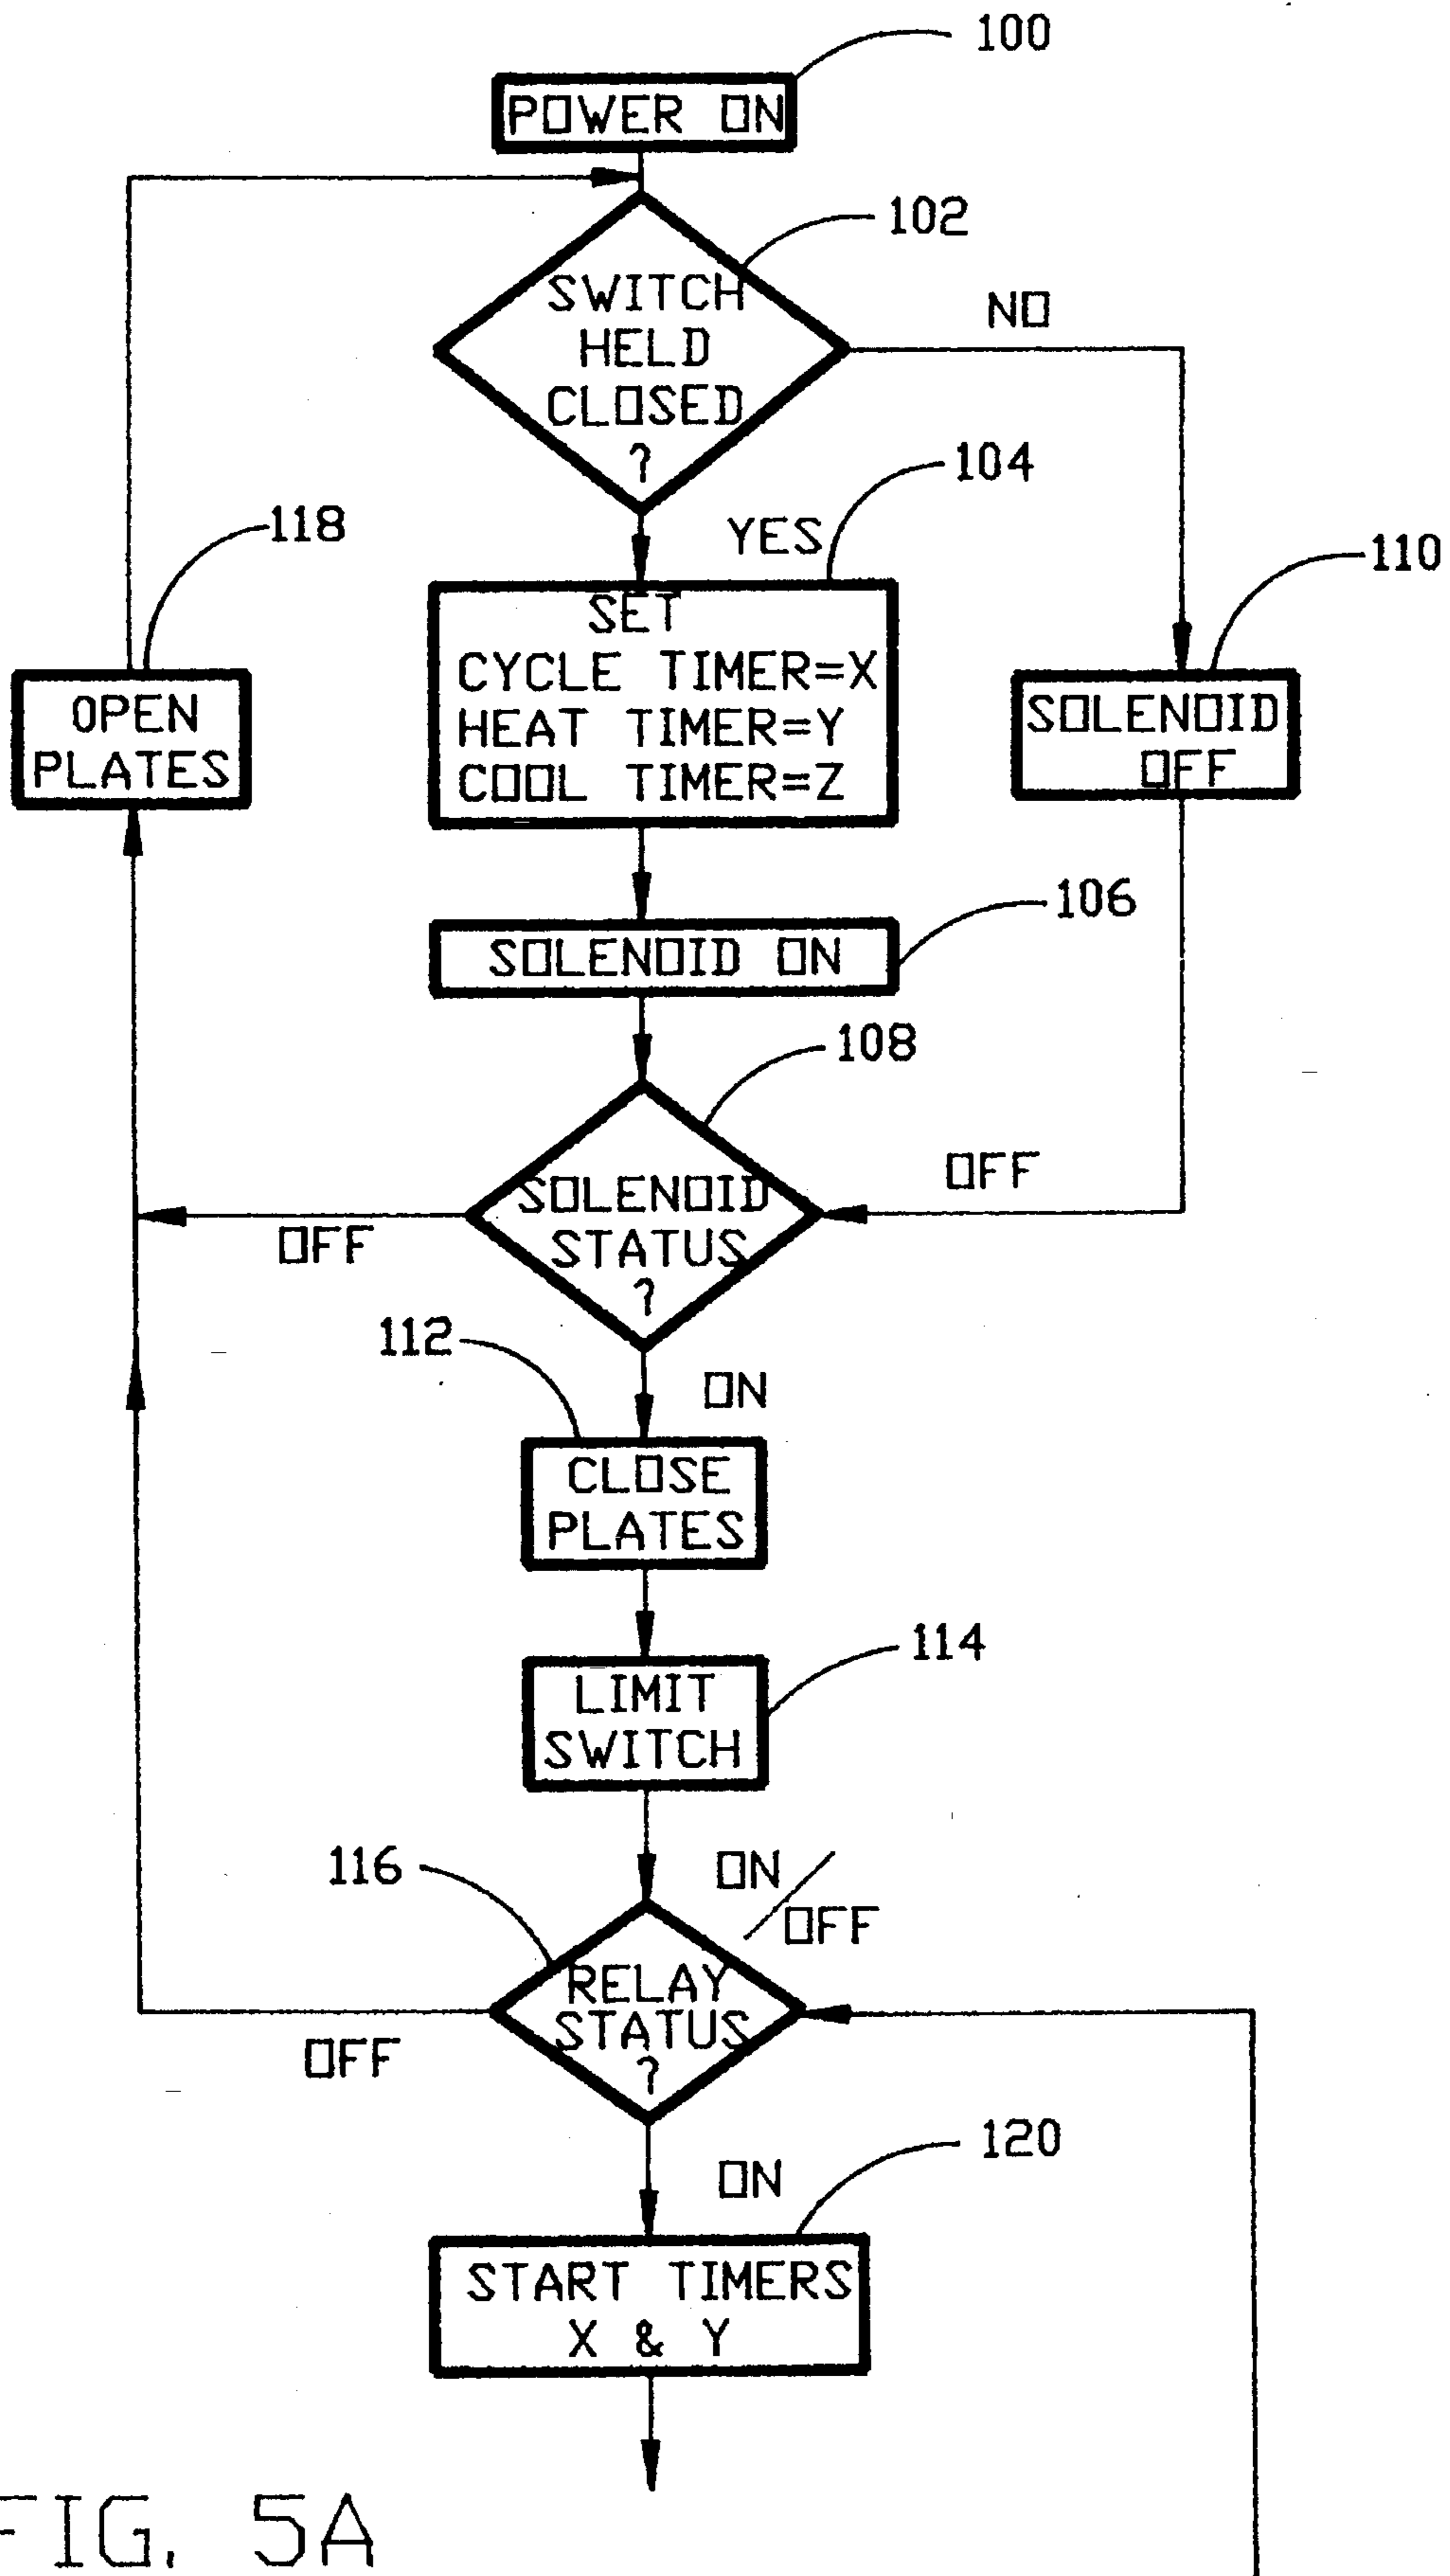 100
POWER ON
102
SWITCH
HELD
CLOSED
?
NO
YES
104
118
110
SET
CYCLE TIMER=X
HEAT TIMER=Y
COOL TIMER=Z
OPEN
PLATES
SOLENOID
OFF
106
SOLENOID ON
108
SOLENOID
STATUS
?
OFF
OFF
112
ON
CLOSE
PLATES
114
LIMIT
SWITCH
116
ON/
OFF
RELAY
STATUS
?
OFF
ON
120
START TIMERS
X & Y
FIG. 5A